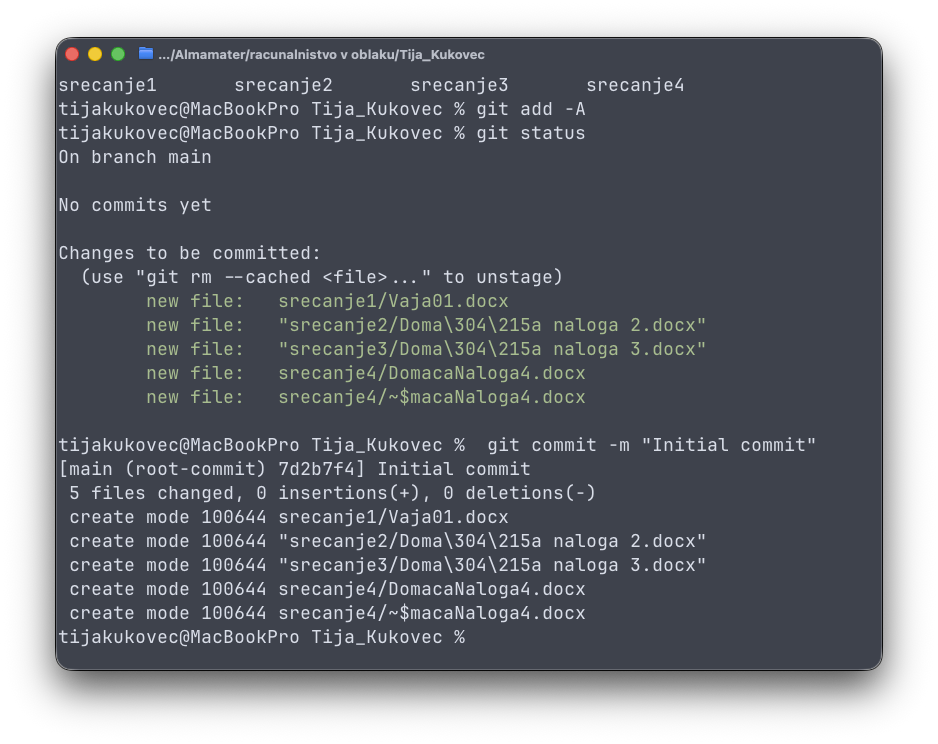 .../Almamater/racunalnistvo v oblaku/Tija_Kukovec
srecanje1       srecanje2       srecanje3       srecanje4
tijakukovec@MacBookPro Tija_Kukovec % git add -A
tijakukovec@MacBookPro Tija_Kukovec % git status
On branch main
No commits yet
Changes to be committed:
  (use "git rm --cached <file>..." to unstage)
        new file:   srecanje1/Vaja01.docx
        new file:   "srecanje2/Doma\304\215a naloga 2.docx"
        new file:   "srecanje3/Doma\304\215a naloga 3.docx"
        new file:   srecanje4/DomacaNaloga4.docx
        new file:   srecanje4/~$macaNaloga4.docx
tijakukovec@MacBookPro Tija_Kukovec %  git commit -m "Initial commit"
[main (root-commit) 7d2b7f4] Initial commit
 5 files changed, 0 insertions(+), 0 deletions(-)
 create mode 100644 srecanje1/Vaja01.docx
 create mode 100644 "srecanje2/Doma\304\215a naloga 2.docx"
 create mode 100644 "srecanje3/Doma\304\215a naloga 3.docx"
 create mode 100644 srecanje4/DomacaNaloga4.docx
 create mode 100644 srecanje4/~$macaNaloga4.docx
tijakukovec@MacBookPro Tija_Kukovec %